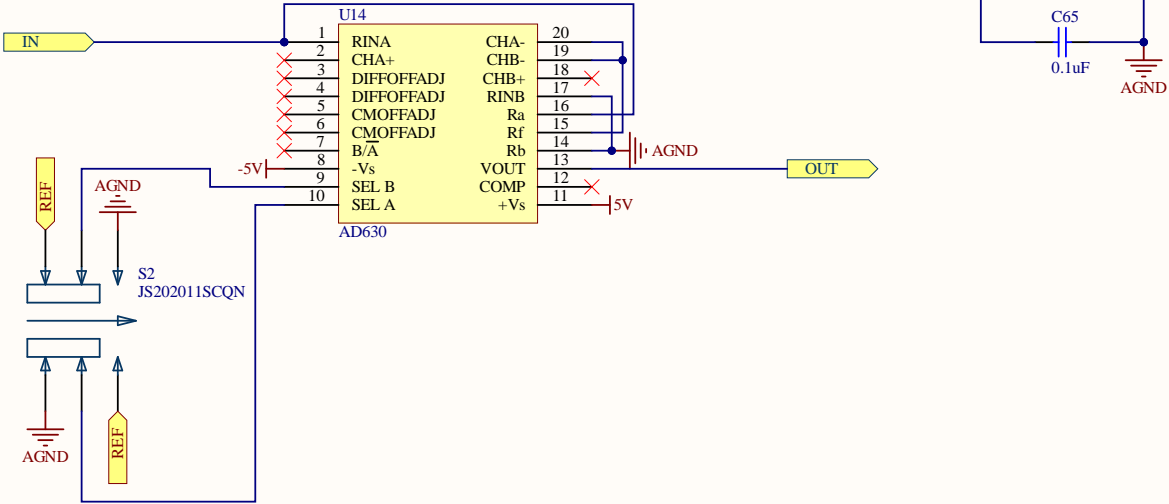 IN
U14
1 RINA CHA- 20
2 CHA+ CHB- 19
3 DIFFOFFADJ CHB+ 18
4 DIFFOFFADJ RINB 17
5 CMOFFADJ Ra 16
6 CMOFFADJ Rf 15
7 B/A Rb 14
8 -Vs VOUT 13
9 SEL B COMP 12
10 SEL A +Vs 11
AD630
-5V
5V
AGND
OUT
C65
0.1uF
AGND
REF
AGND
S2
JS202011SCQN
AGND
REF